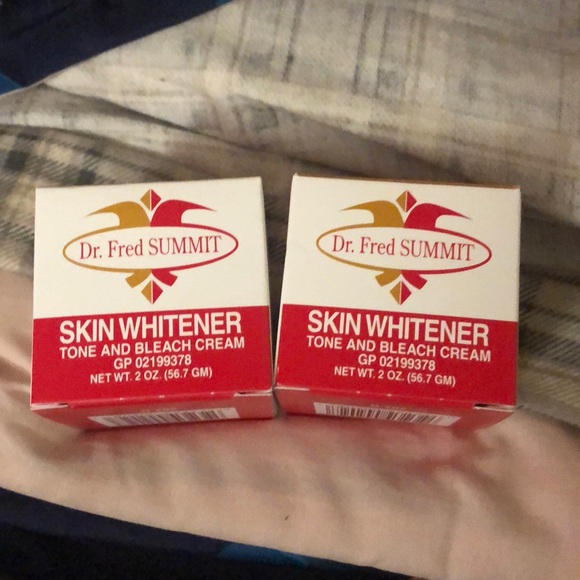 Dr. Fred SUMMIT
SKIN WHITENER
TONE AND BLEACH CREAM
GP 02199378
NET WT. 2 OZ. (56.7 GM)
Dr. Fred SUMMIT
SKIN WHITENER
TONE AND BLEACH CREAM
GP 02199378
NET WT. 2 OZ. (56.7 GM)